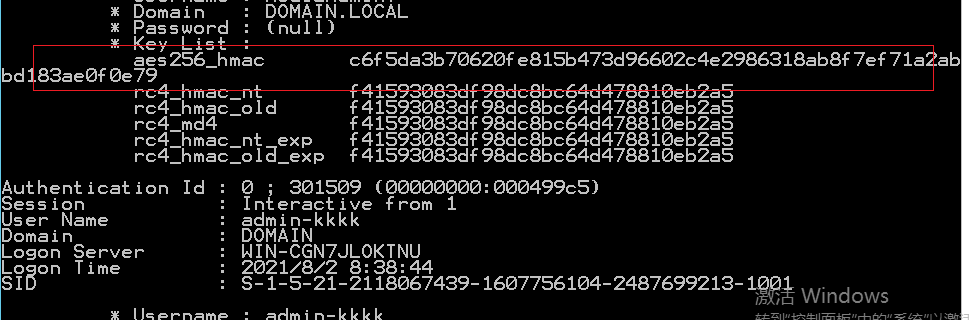 * Domain : DOMAIN.LOCAL
* Password : (null)
* Key List :
aes256_hmac c6f5da3b70620fe815b473d96602c4e2986318ab8f7ef71a2ab
bd183ae0f0e79
rc4_hmac_nt f41593083df98dc8bc64d478810eb2a5
rc4_hmac_old f41593083df98dc8bc64d478810eb2a5
rc4_md4 f41593083df98dc8bc64d478810eb2a5
rc4_hmac_nt_exp f41593083df98dc8bc64d478810eb2a5
rc4_hmac_old_exp f41593083df98dc8bc64d478810eb2a5
Authentication Id : 0 ; 301509 (00000000:000499c5)
Session : Interactive from 1
User Name : admin-kkkk
Domain : DOMAIN
Logon Server : WIN-CGN7JLOKTNU
Logon Time : 2021/8/2 8:38:44
SID : S-1-5-21-2118067439-1607756104-2487699213-1001
激活 Windows
转到"控制面板"中的"系统"以激活
* Username : admin-kkkk